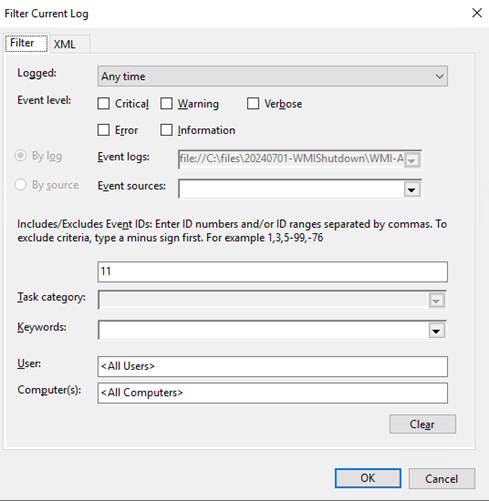 Filter Current Log
Filter XML
Logged: Any time
Event level: Critical Warning Verbose
Error Information
By log Event logs: file://C:\files\20240701-WMIShutdown\WMI-A
By source Event sources:
Includes/Excludes Event IDs: Enter ID numbers and/or ID ranges separated by commas. To
exclude criteria, type a minus sign first. For example 1,3,5-99,-76
11
Task category:
Keywords:
User: <All Users>
Computer(s): <All Computers>
Clear
OK Cancel